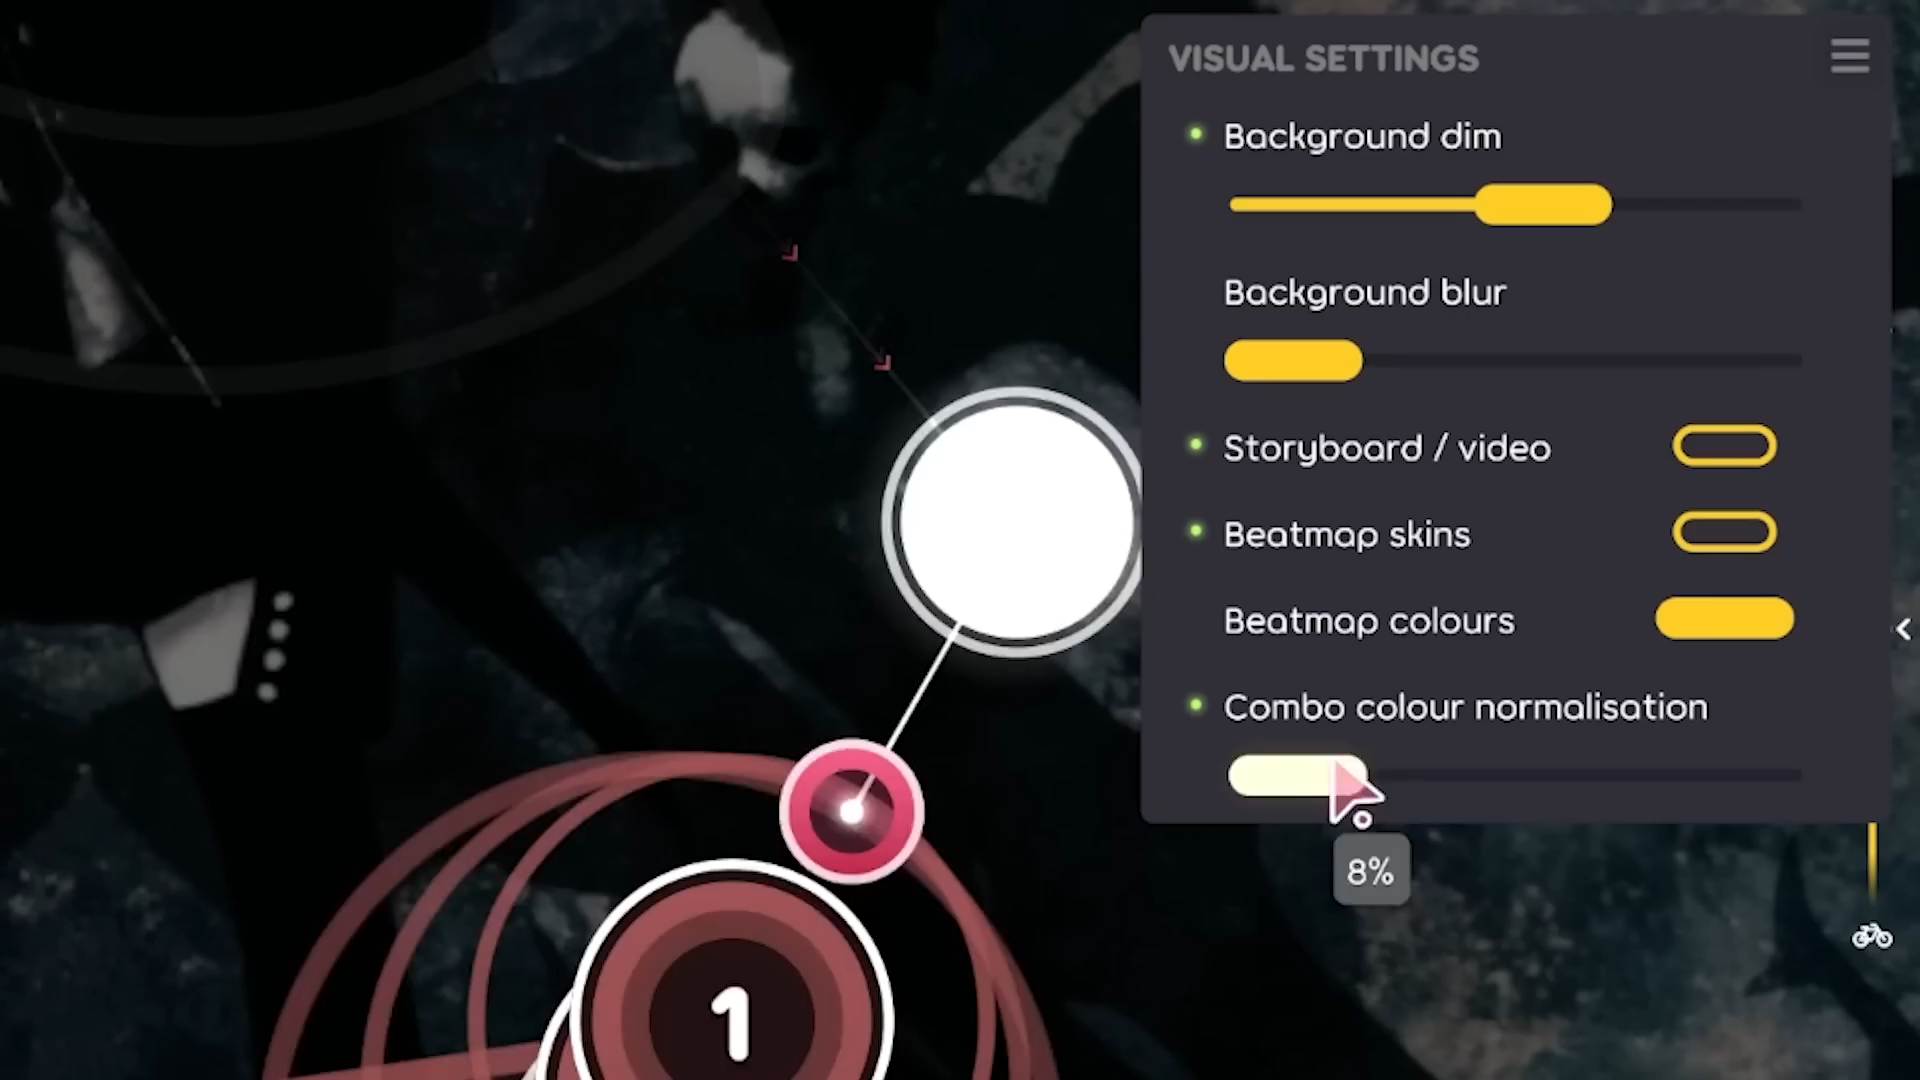 VISUAL SETTINGS
Background dim
Background blur
Storyboard / video
Beatmap skins
Beatmap colours
Combo colour normalisation
8%
1